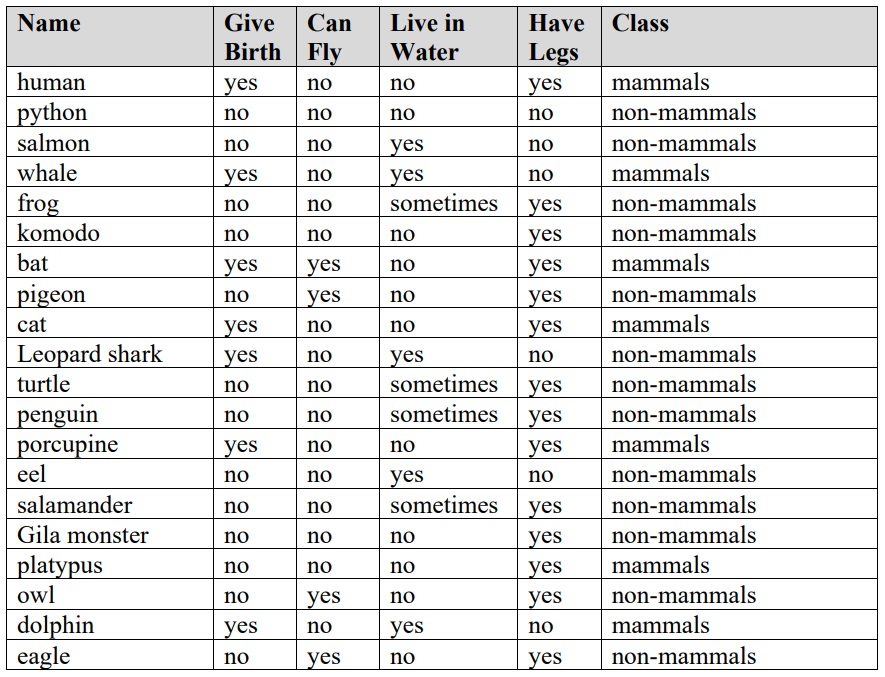 Name Give Birth Can Fly Live in Water Have Legs Class
human yes no no yes mammals
python no no no no non-mammals
salmon no no yes no non-mammals
whale yes no yes no mammals
frog no no sometimes yes non-mammals
komodo no no no yes non-mammals
bat yes yes no yes mammals
pigeon no yes no yes non-mammals
cat yes no no yes mammals
Leopard shark yes no yes no non-mammals
turtle no no sometimes yes non-mammals
penguin no no sometimes yes non-mammals
porcupine yes no no yes mammals
eel no no yes no non-mammals
salamander no no sometimes yes non-mammals
Gila monster no no no yes non-mammals
platypus no no no yes mammals
owl no yes no yes non-mammals
dolphin yes no yes no mammals
eagle no yes no yes non-mammals